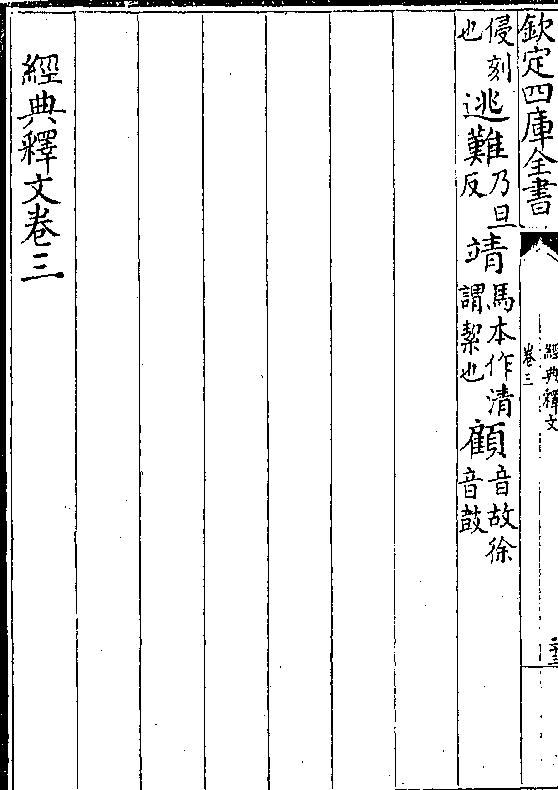 欽定四庫全書
經典釋文
卷三
侵刻也逃難乃旦反靖馬本作清謂絜也顧音故徐音鼓
經典釋文卷三